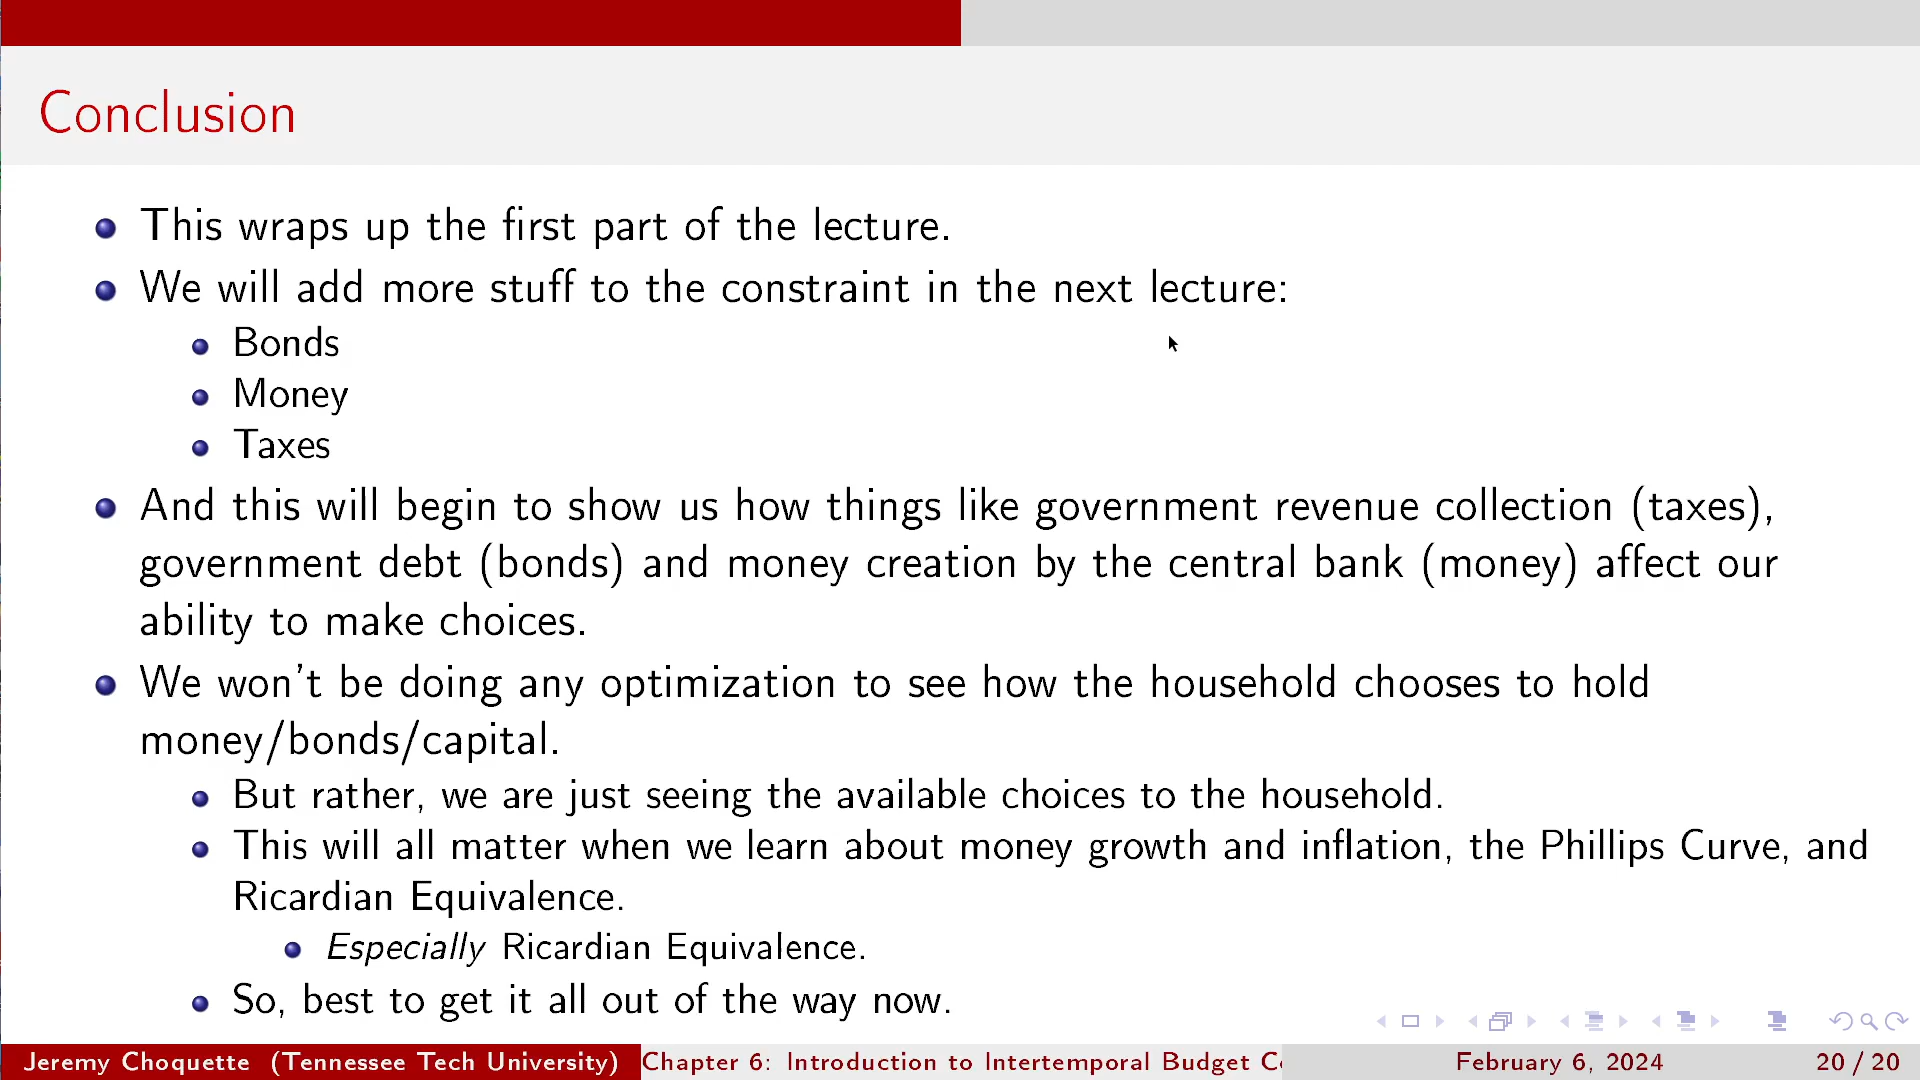 Conclusion
This wraps up the first part of the lecture.
We will add more stuff to the constraint in the next lecture:
Bonds
Money
Taxes
And this will begin to show us how things like government revenue collection (taxes),
government debt (bonds) and money creation by the central bank (money) affect our
ability to make choices.
We won't be doing any optimization to see how the household chooses to hold
money/bonds/capital.
But rather, we are just seeing the available choices to the household.
This will all matter when we learn about money growth and inflation, the Phillips Curve, and
Ricardian Equivalence.
Especially Ricardian Equivalence.
So, best to get it all out of the way now.
Jeremy Choquette (Tennessee Tech University) Chapter 6: Introduction to Intertemporal Budget February 6, 2024 20 / 20